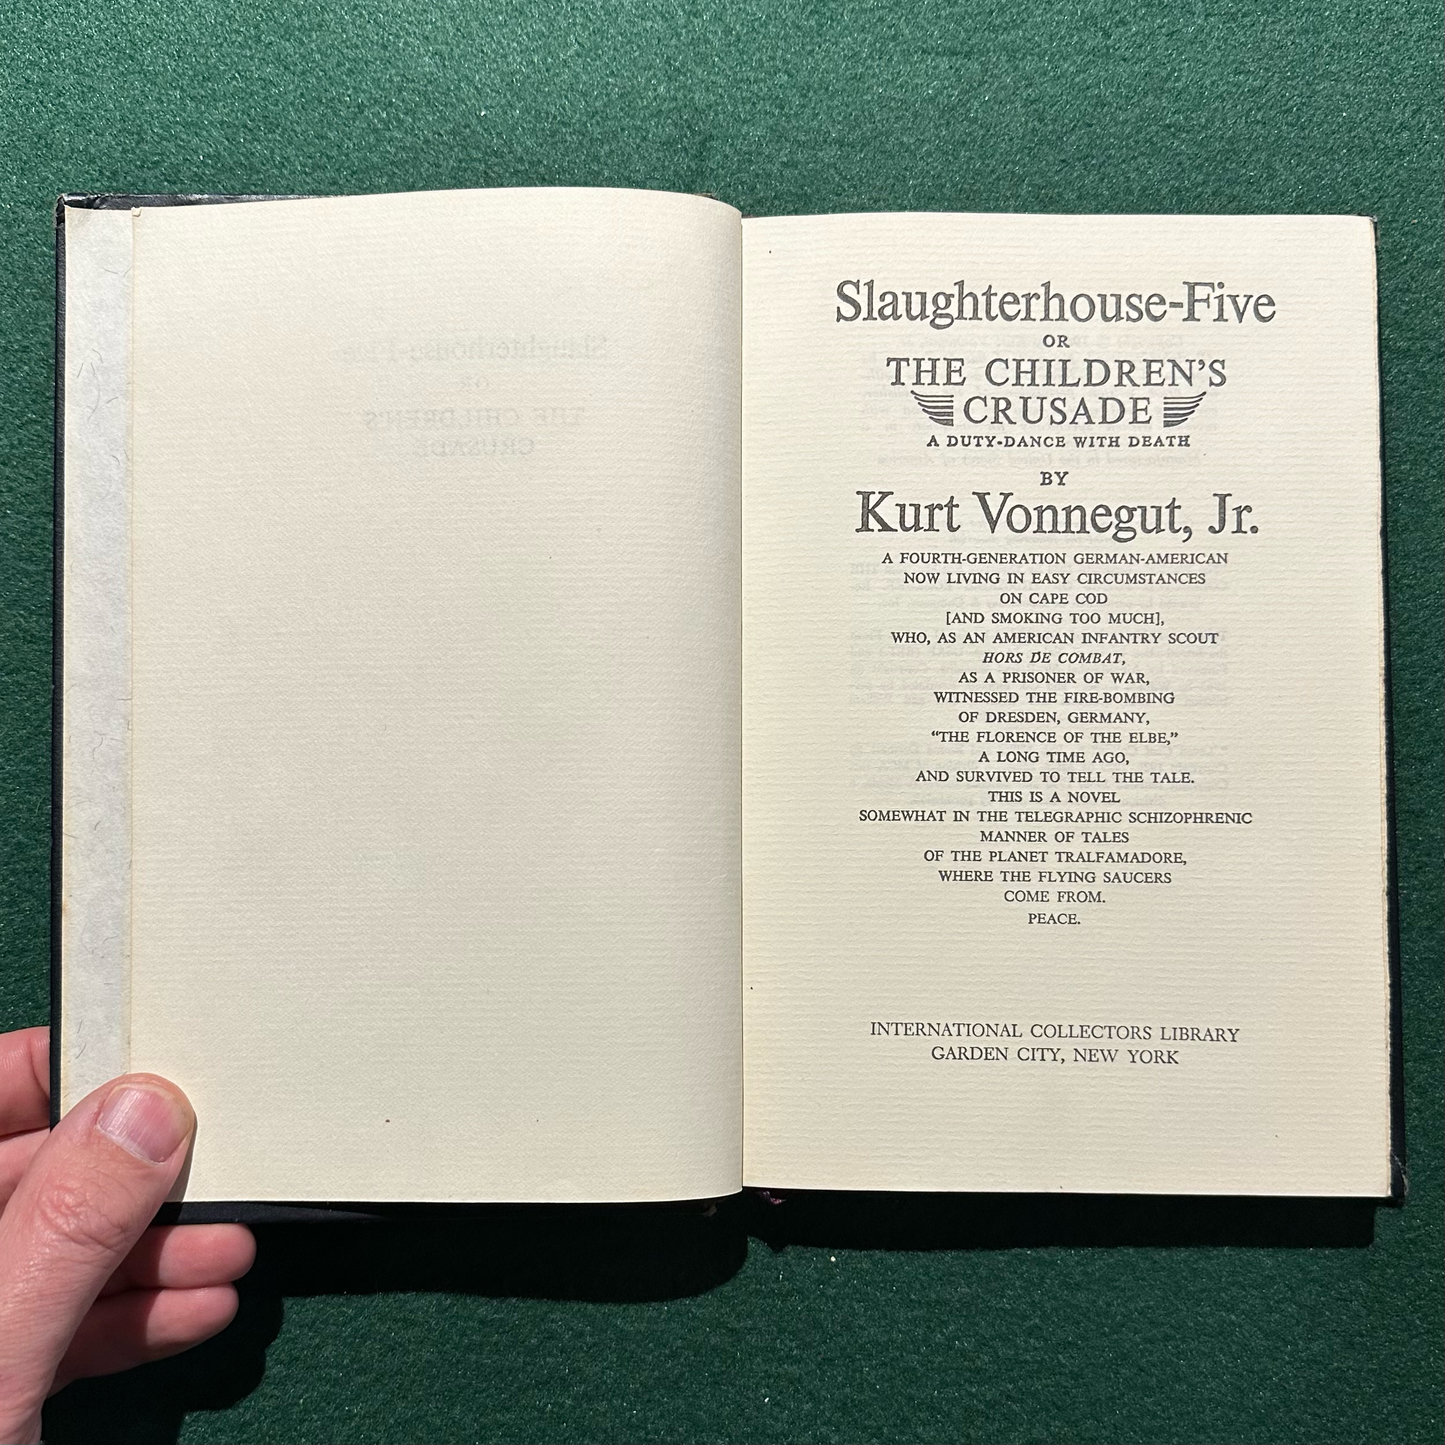 Slaughterhouse-Five
OR
THE CHILDREN'S
CRUSADE
A DUTY-DANCE WITH DEATH
BY
Kurt Vonnegut, Jr.
A FOURTH-GENERATION GERMAN-AMERICAN
NOW LIVING IN EASY CIRCUMSTANCES
ON CAPE COD
[AND SMOKING TOO MUCH],
WHO, AS AN AMERICAN INFANTRY SCOUT
HORS DE COMBAT,
AS A PRISONER OF WAR,
WITNESSED THE FIRE-BOMBING
OF DRESDEN, GERMANY,
“THE FLORENCE OF THE ELBE,”
A LONG TIME AGO,
AND SURVIVED TO TELL THE TALE.
THIS IS A NOVEL
SOMEWHAT IN THE TELEGRAPHIC SCHIZOPHRENIC
MANNER OF TALES
OF THE PLANET TRALFAMADORE,
WHERE THE FLYING SAUCERS
COME FROM.
PEACE.
INTERNATIONAL COLLECTORS LIBRARY
GARDEN CITY, NEW YORK